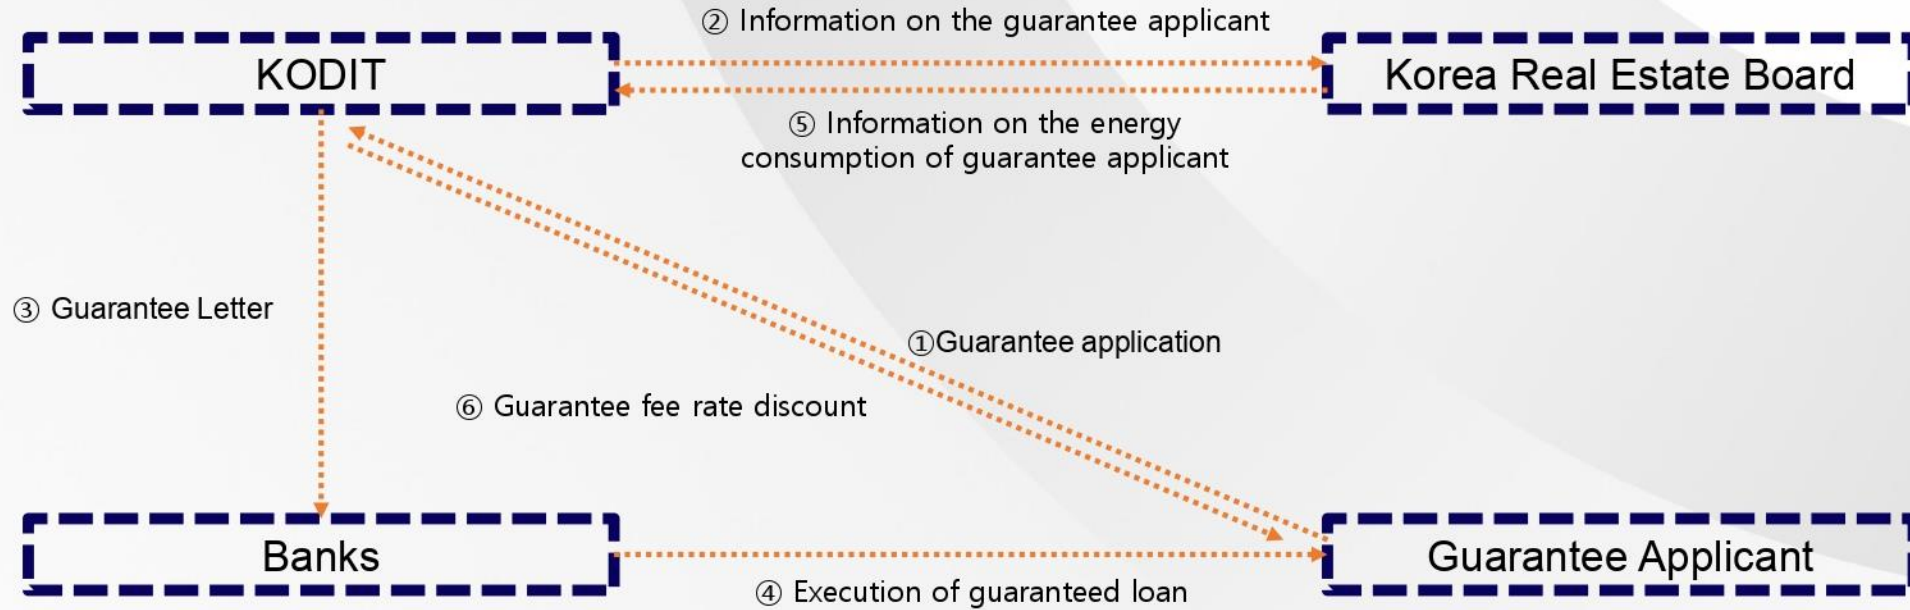 ② Information on the guarantee applicant
KODIT
Korea Real Estate Board
⑤ Information on the energy
consumption of guarantee applicant
③ Guarantee Letter
①Guarantee application
⑥ Guarantee fee rate discount
Banks
Guarantee Applicant
④ Execution of guaranteed loan